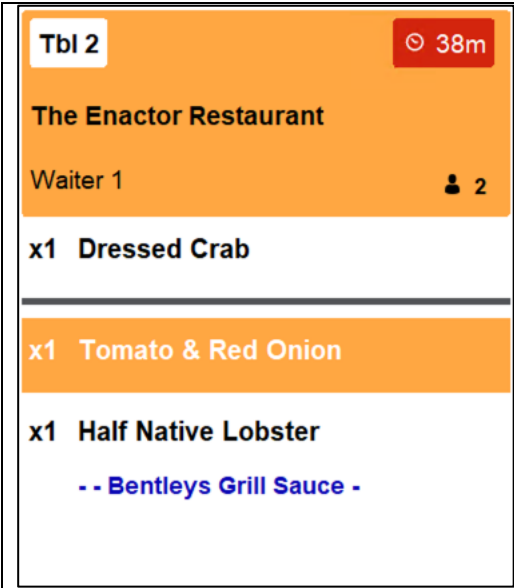 Tbl 2
38m
The Enactor Restaurant
Waiter 1
2
x1 Dressed Crab
x1 Tomato & Red Onion
x1 Half Native Lobster
- - Bentleys Grill Sauce -